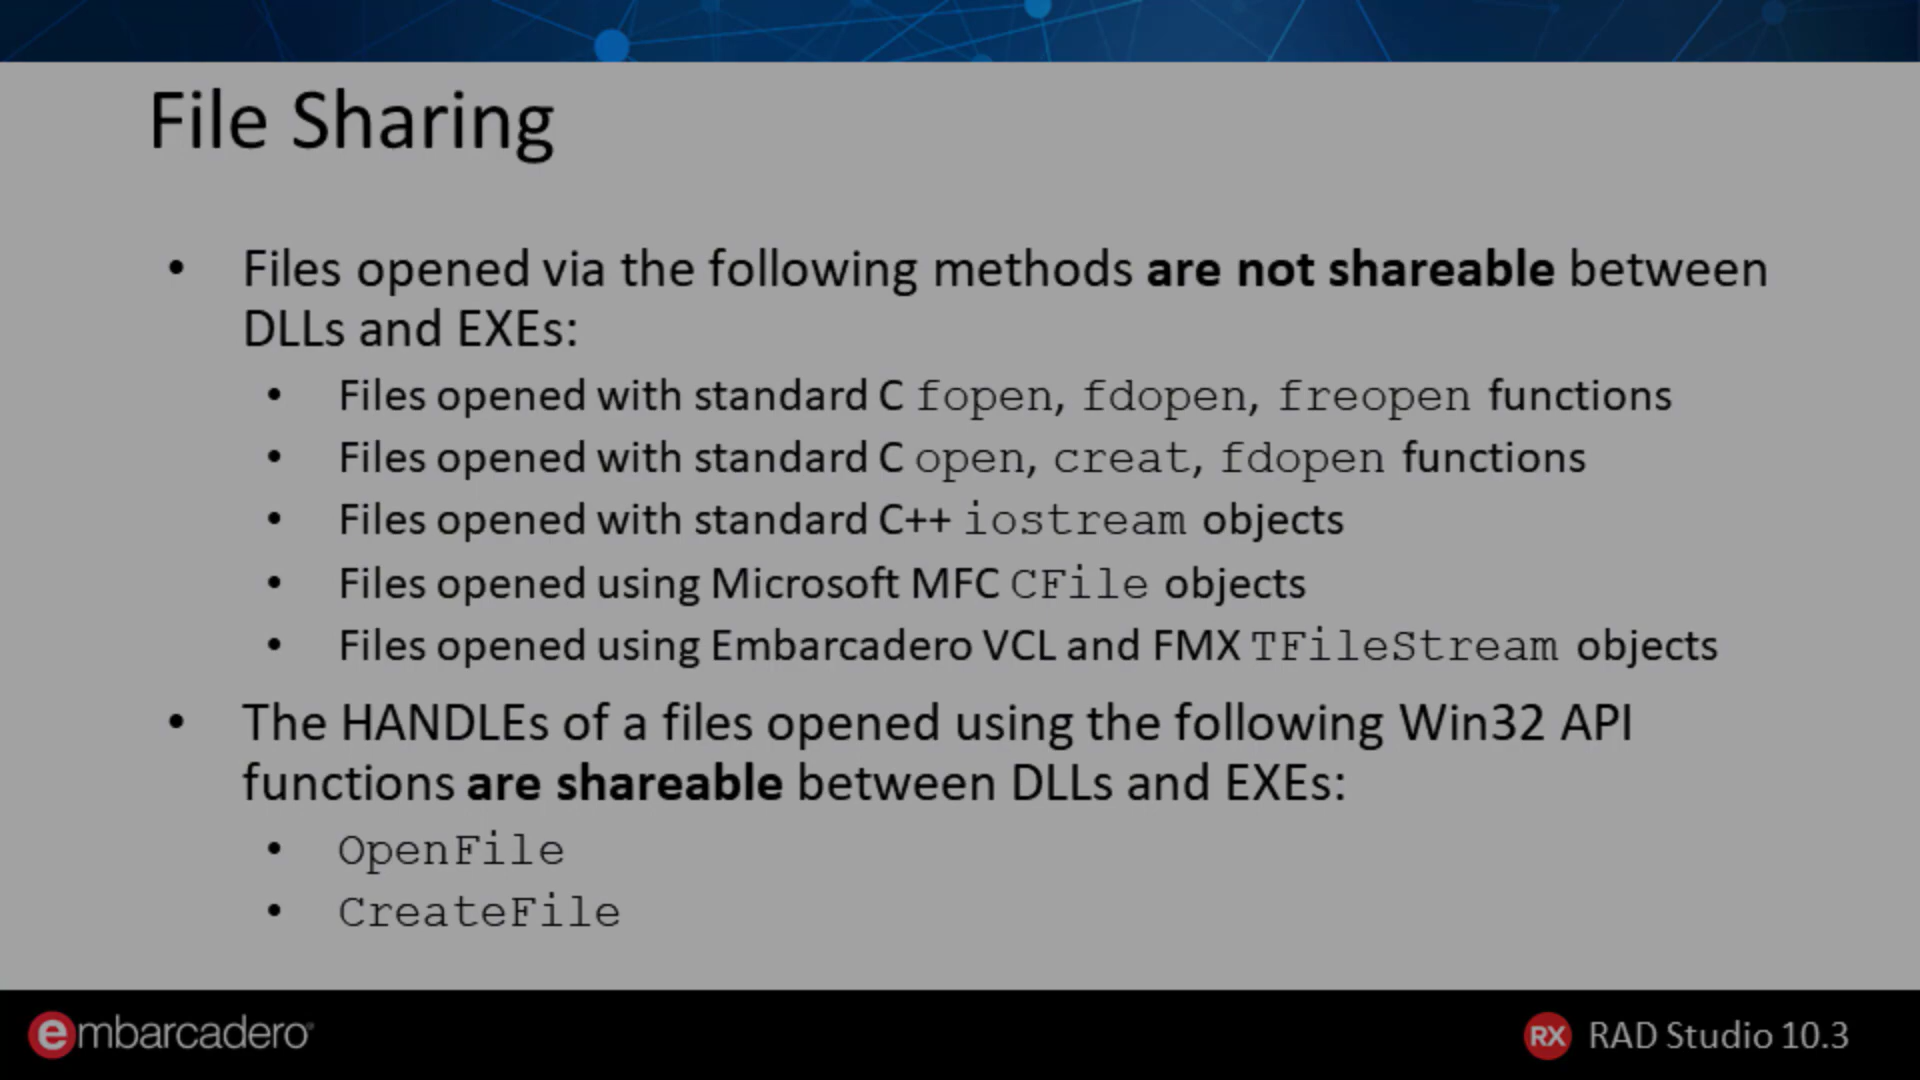 File Sharing
• Files opened via the following methods are not shareable between
DLLs and EXEs:
• Files opened with standard C fopen, fdopen, freopen functions
• Files opened with standard C open, creat, fdopen functions
• Files opened with standard C++ iostream objects
• Files opened using Microsoft MFC CFile objects
• Files opened using Embarcadero VCL and FMX TFileStream objects
• The HANDLEs of a files opened using the following Win32 API
functions are shareable between DLLs and EXEs:
• OpenFile
• CreateFile
embarcadero
RX RAD Studio 10.3